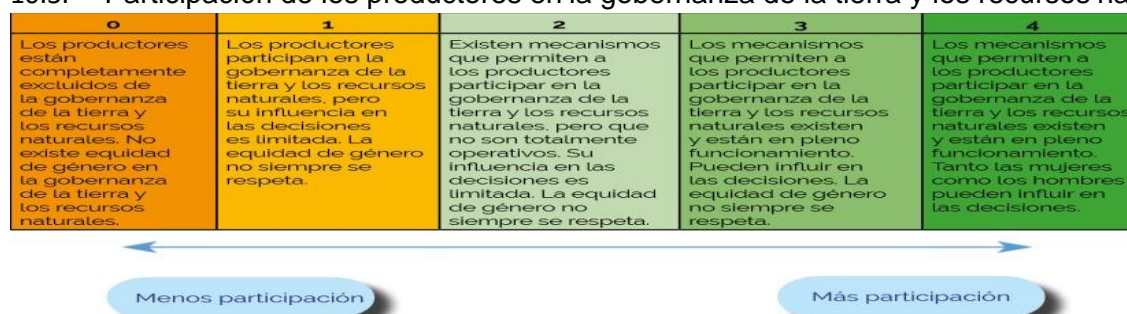 Participación de los productores en la gobernanza de la tierra y los recursos
0
Los productores
están
completamente
excluidos de
la gobernanza
de la tierra y
los recursos
naturales. No
existe equidad
de género en
la gobernanza
de la tierra y
los recursos
naturales.
1
Los productores
participan en la
gobernanza de la
tierra y los recursos
naturales, pero
su influencia en
las decisiones
es limitada. La
equidad de género
no siempre se
respeta.
2
Existen mecanismos
que permiten a
los productores
participar en la
gobernanza de la
tierra y los recursos
naturales, pero que
no son totalmente
operativos. Su
influencia en las
decisiones es
limitada. La equidad
de género no
siempre se respeta.
3
Los mecanismos
que permiten a
los productores
participar en la
gobernanza de la
tierra y los recursos
naturales existen
y están en pleno
funcionamiento.
Pueden influir en
las decisiones. La
equidad de género
no siempre se
respeta.
4
Los mecanismos
que permiten a
los productores
participar en la
gobernanza de la
tierra y los recursos
naturales existen
y están en pleno
funcionamiento.
Tanto las mujeres
como los hombres
pueden influir en
las decisiones.
Menos participación
Más participación